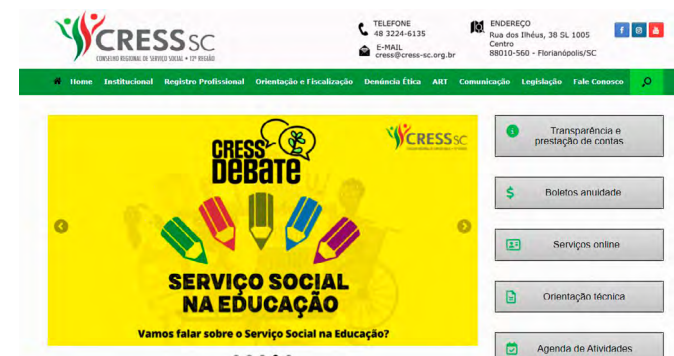 CRESS SC
CONSELHO REGIONAL DE SERVIÇO SOCIAL • 12ª REGIÃO
TELEFONE
48 3224-6135
E-MAIL
cress@cress-sc.org.br
ENDEREÇO
Rua dos Ilhéus, 38 SL 1005
Centro
88010-560 - Florianópolis/SC
Home Institucional Registro Profissional Orientação e Fiscalização Denúncia Ética ART Comunicação Legislação Fale Conosco
CRESS
DEBATE
CRESS SC
SERVIÇO SOCIAL
NA EDUCAÇÃO
Vamos falar sobre o Serviço Social na Educação?
Transparência e
prestação de contas
Boletos anuidade
Serviços online
Orientação técnica
Agenda de Atividades